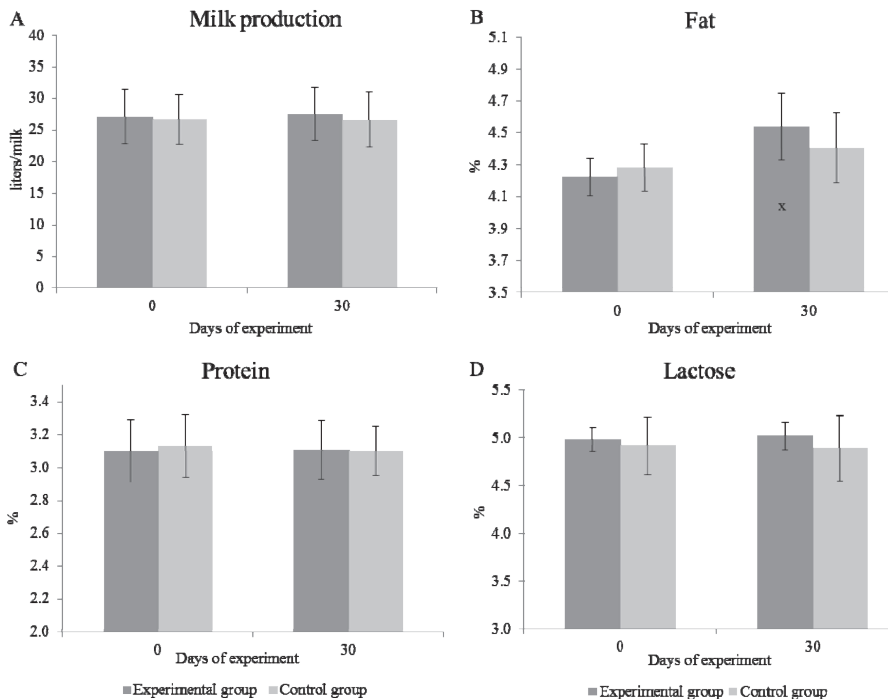 A
Milk production
40
35
30
25
20
15
10
5
0
liters/milk
0
30
Days of experiment
B
Fat
5.1
4.9
4.7
4.5
4.3
4.1
3.9
3.7
3.5
%
x
0
30
Days of experiment
C
Protein
3.4
3.2
3.0
2.8
2.6
2.4
2.2
2.0
%
0
30
Days of experiment
Experimental group Control group
D
Lactose
5.5
5.0
4.5
4.0
3.5
3.0
%
0
30
Days of experiment
Experimental group Control group